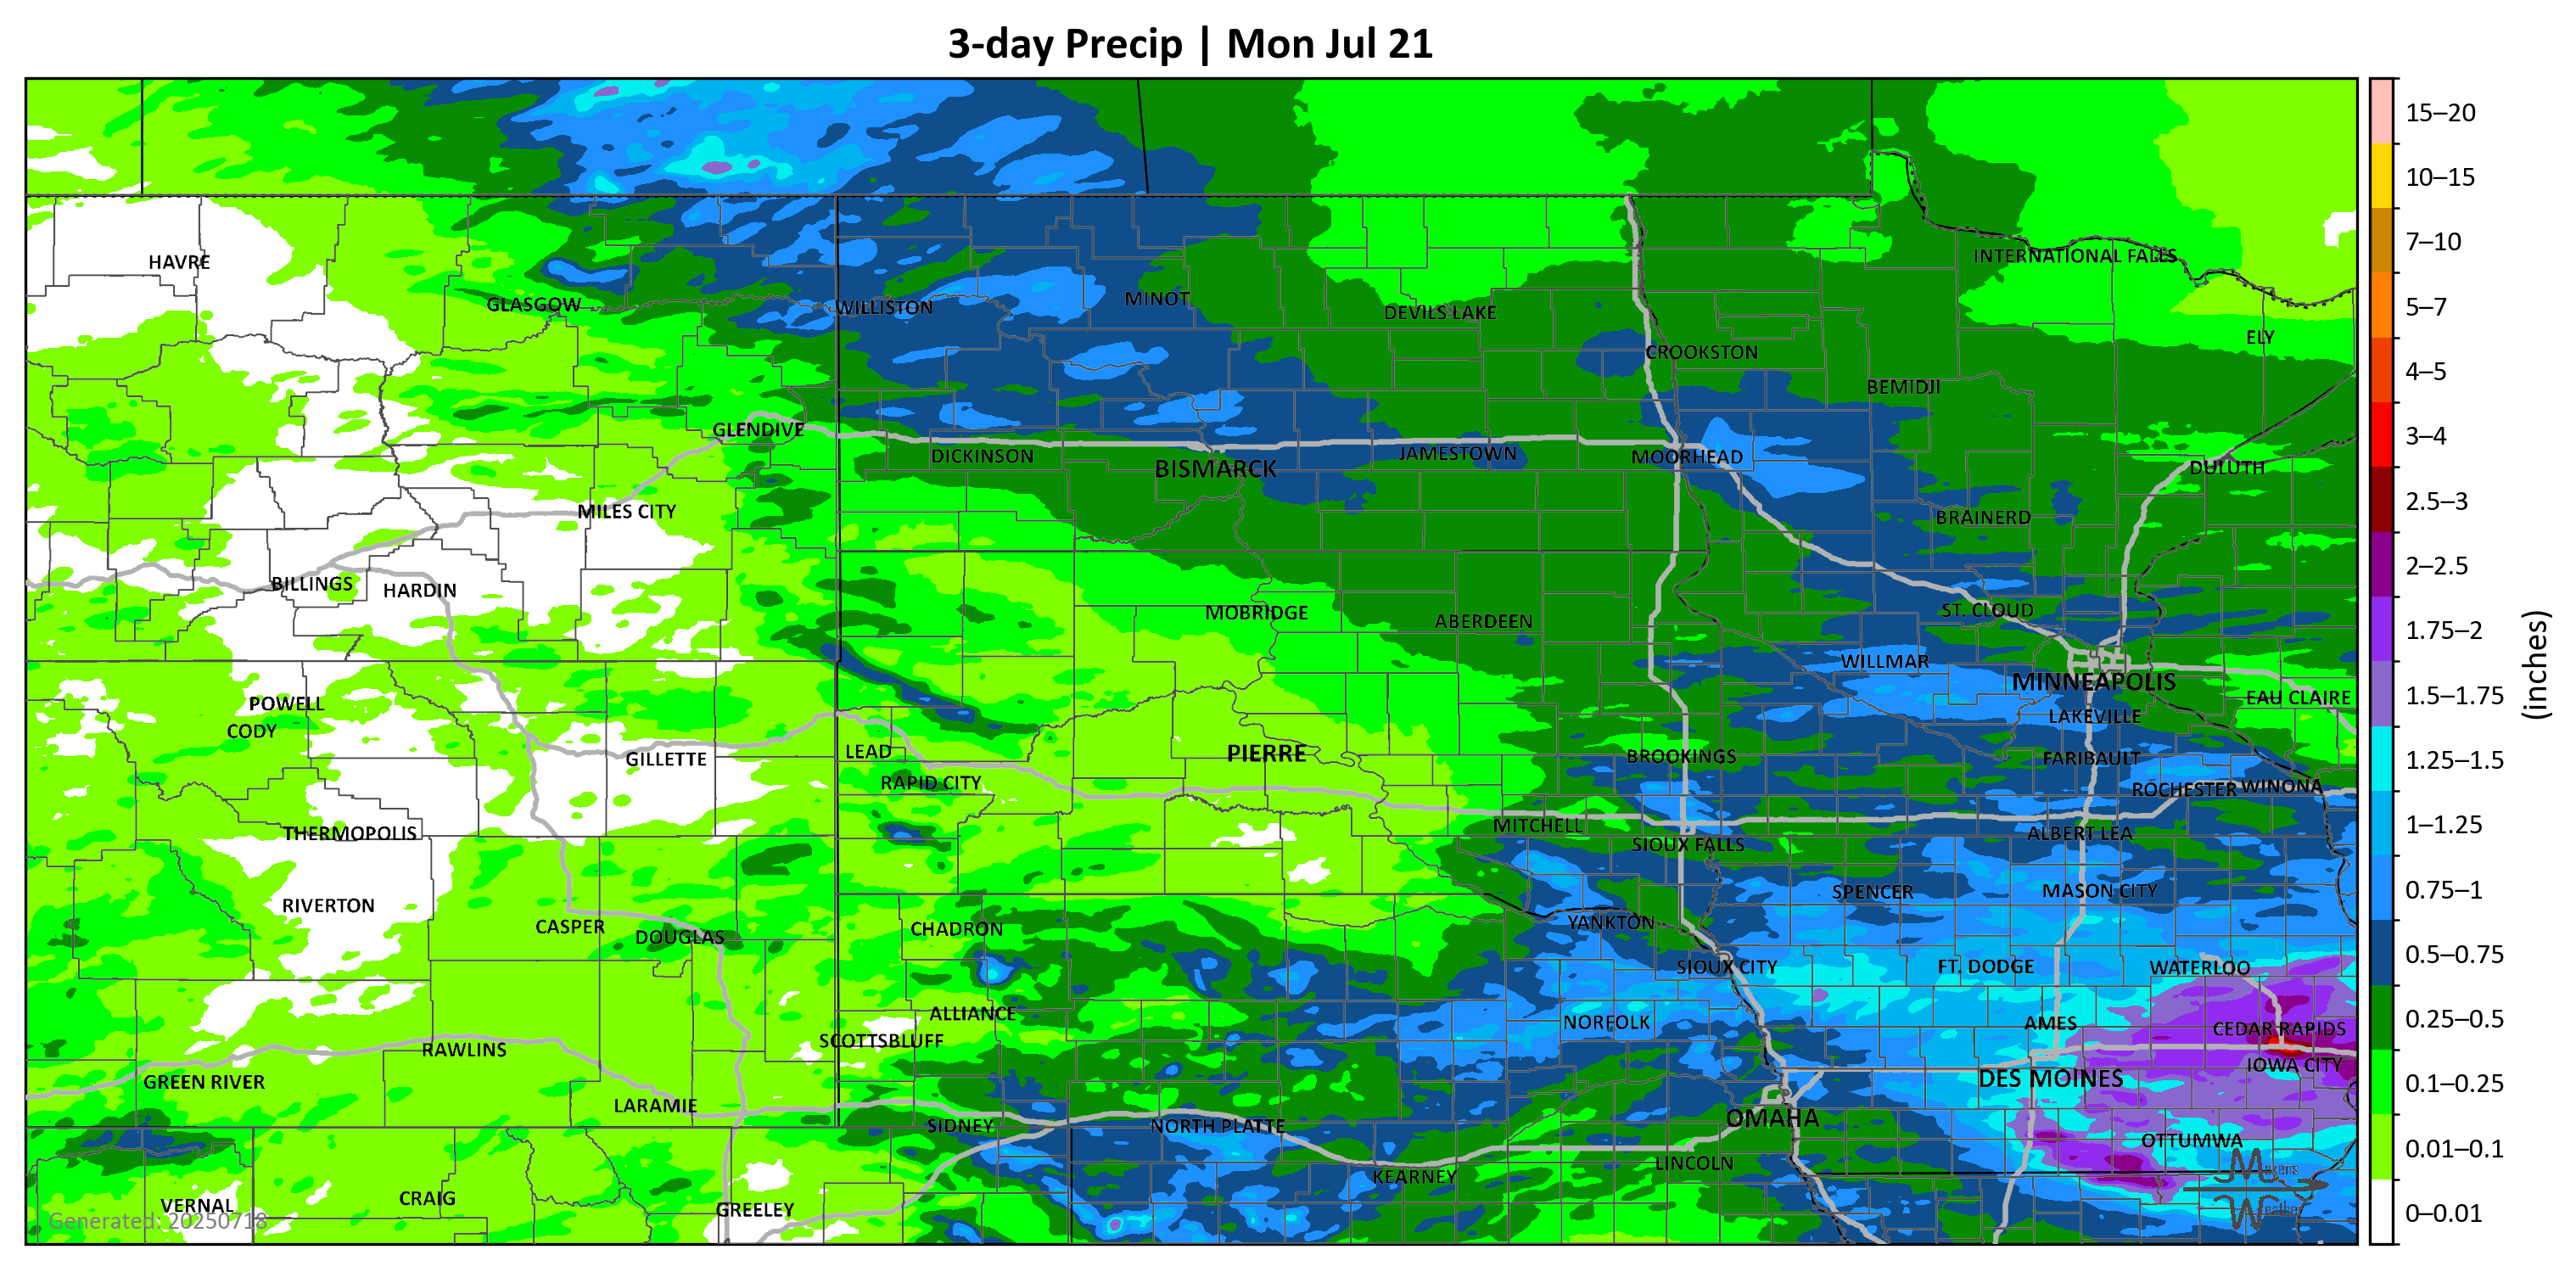 3-day Precip | Mon Jul 21
HAVRE
INTERNATIONAL FALLS
GLASGOW
WILLISTON
MINOT
DEVILS LAKE
ELY
CROOKSTON
BEMIDJI
GLENDIVE
DICKINSON
BISMARCK
JAMESTOWN
MOORHEAD
DULUTH
MILES CITY
BRAINERD
BILLINGS
HARDIN
MOBRIDGE
ABERDEEN
ST. CLOUD
WILLMAR
MINNEAPOLIS
POWELL
EAU CLAIRE
CODY
LAKEVILLE
GILLETTE
LEAD
PIERRE
BROOKINGS
FARIBAULT
RAPID CITY
ROCHESTER
WINONA
THERMOPOLIS
MITCHELL
ALBERT LEA
SIOUX FALLS
RIVERTON
SPENCER
MASON CITY
CASPER
DOUGLAS
CHADRON
YANKTON
SIOUX CITY
FT. DODGE
WATERLOO
ALLIANCE
NORFOLK
AMES
CEDAR RAPIDS
SCOTTSBLUFF
RAWLINS
IOWA CITY
GREEN RIVER
DES MOINES
LARAMIE
OMAHA
SIDNEY
NORTH PLATTE
OTTUMWA
LINCOLN
KEARNEY
VERNAL
CRAIG
GREELEY
Generated: 20250718
Makens
Weather
15–20
10–15
7–10
5–7
4–5
3–4
2.5–3
2–2.5
1.75–2
1.5–1.75
1.25–1.5
1–1.25
0.75–1
0.5–0.75
0.25–0.5
0.1–0.25
0.01–0.1
0–0.01
(inches)